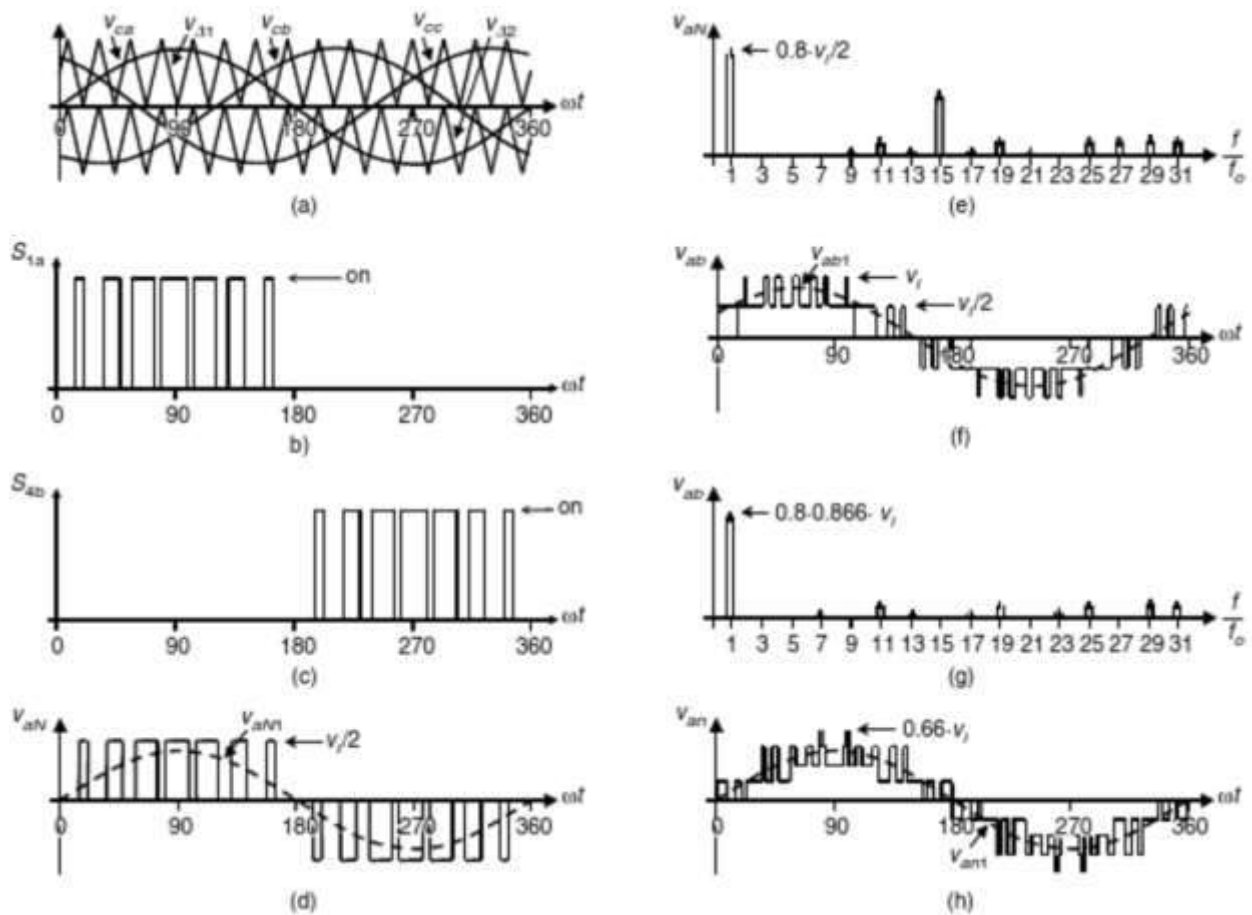 v_ca v_Δ1 v_cb v_cc v_Δ2
ωt
0 90 180 270 360
(a)
S_1a
on
ωt
0 90 180 270 360
b)
S_4b
on
ωt
0 90 180 270 360
(c)
v_aN v_aN1
v_i/2
ωt
0 90 180 270 360
(d)
v_aN
0.8·v_i/2
f/f_o
1 3 5 7 9 11 13 15 17 19 21 23 25 27 29 31
(e)
v_ab v_ab1
v_i
v_i/2
ωt
0 90 180 270 360
(f)
v_ab
0.8·0.866· v_i
f/f_o
1 3 5 7 9 11 13 15 17 19 21 23 25 27 29 31
(g)
v_an
0.66·v_i
ωt
0 90 180 270 360
v_an1
(h)